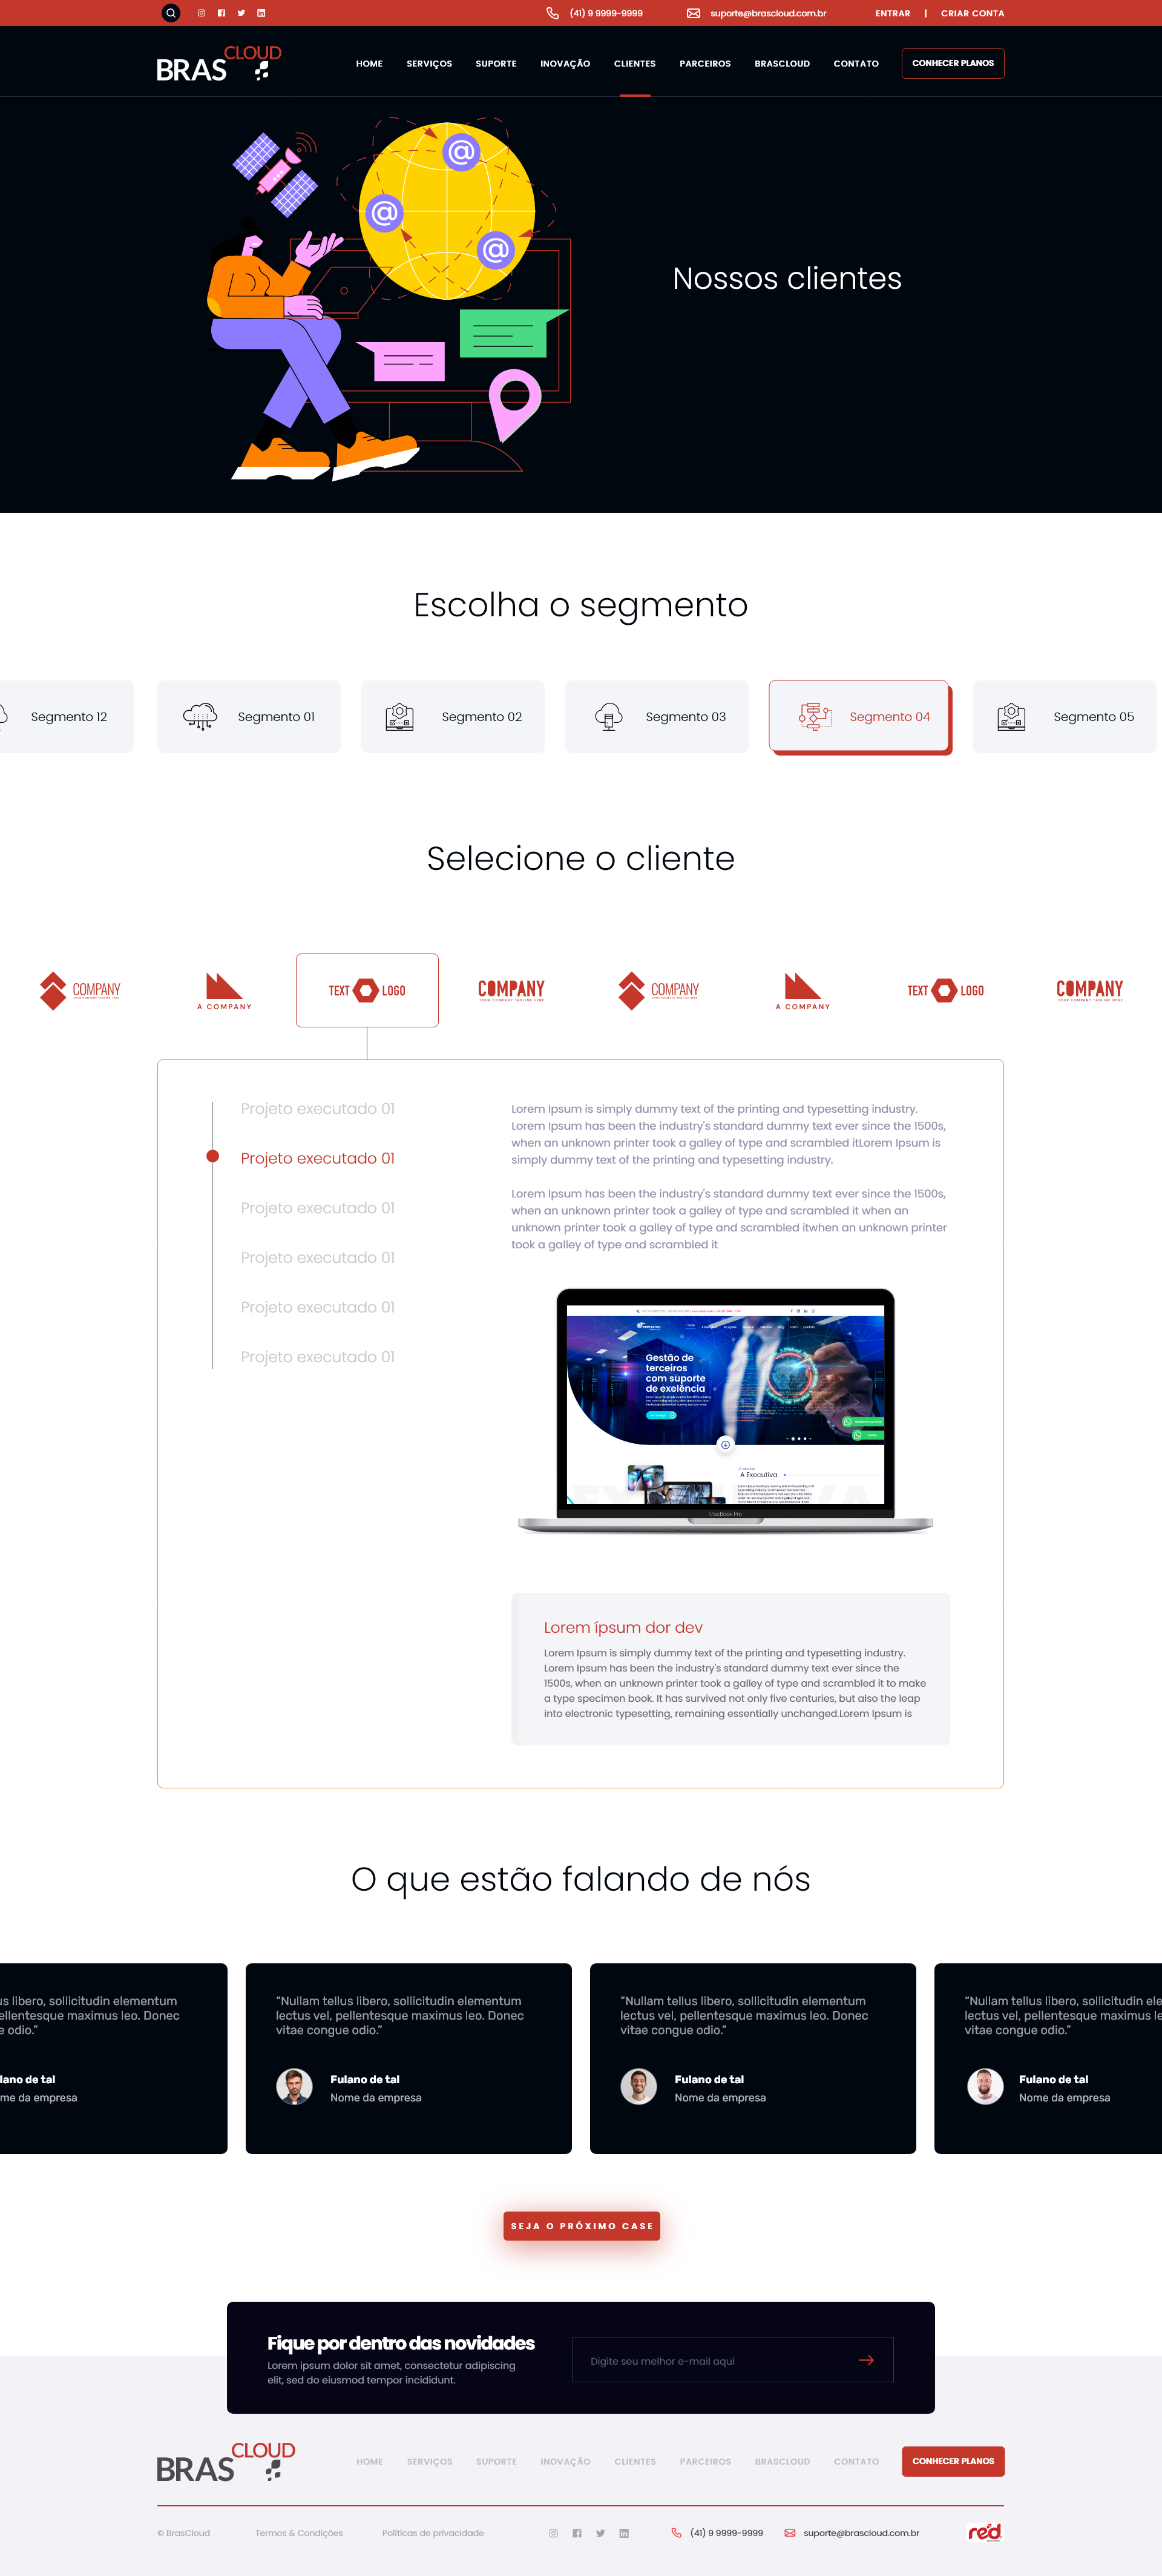 (41) 9 9999-9999
suporte@brascloud.com.br
ENTRAR | CRIAR CONTA
BRAS CLOUD
HOME SERVIÇOS SUPORTE INOVAÇÃO CLIENTES PARCEIROS BRASCLOUD CONTATO CONHECER PLANOS
@
@
@
Nossos clientes
Escolha o segmento
Segmento 12 Segmento 01 Segmento 02 Segmento 03 Segmento 04 Segmento 05
Selecione o cliente
COMPANY
A COMPANY
TEXT LOGO
COMPANY
YOUR COMPANY TAGLINE HERE
COMPANY
A COMPANY
TEXT LOGO
COMPANY
YOUR COMPANY TAGLINE HERE
Projeto executado 01
Projeto executado 01
Projeto executado 01
Projeto executado 01
Projeto executado 01
Projeto executado 01
Lorem Ipsum is simply dummy text of the printing and typesetting industry.
Lorem Ipsum has been the industry's standard dummy text ever since the 1500s,
when an unknown printer took a galley of type and scrambled itLorem Ipsum is
simply dummy text of the printing and typesetting industry.
Lorem Ipsum has been the industry's standard dummy text ever since the 1500s,
when an unknown printer took a galley of type and scrambled it when an
unknown printer took a galley of type and scrambled itwhen an unknown printer
took a galley of type and scrambled it
Gestão de
terceiros
com suporte
de exelência
A Executiva
MacBook Pro
Lorem ípsum dor dev
Lorem Ipsum is simply dummy text of the printing and typesetting industry.
Lorem Ipsum has been the industry's standard dummy text ever since the
1500s, when an unknown printer took a galley of type and scrambled it to make
a type specimen book. It has survived not only five centuries, but also the leap
into electronic typesetting, remaining essentially unchanged.Lorem Ipsum is
O que estão falando de nós
us libero, sollicitudin elementum
ellentesque maximus leo. Donec
e odio.”
lano de tal
me da empresa
“Nullam tellus libero, sollicitudin elementum
lectus vel, pellentesque maximus leo. Donec
vitae congue odio.”
Fulano de tal
Nome da empresa
“Nullam tellus libero, sollicitudin elementum
lectus vel, pellentesque maximus leo. Donec
vitae congue odio.”
Fulano de tal
Nome da empresa
“Nullam tellus libero, sollicitudin ele
lectus vel, pellentesque maximus le
vitae congue odio.”
Fulano de tal
Nome da empresa
SEJA O PRÓXIMO CASE
Fique por dentro das novidades
Lorem ipsum dolor sit amet, consectetur adipiscing
elit, sed do eiusmod tempor incididunt.
Digite seu melhor e-mail aqui
BRAS CLOUD
HOME SERVIÇOS SUPORTE INOVAÇÃO CLIENTES PARCEIROS BRASCLOUD CONTATO CONHECER PLANOS
© BrasCloud Termos & Condições Políticas de privacidade (41) 9 9999-9999 suporte@brascloud.com.br red